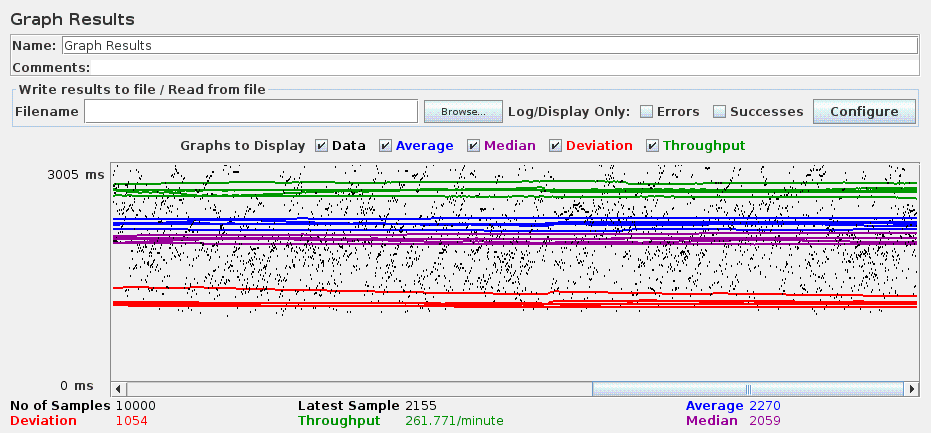 Graph Results
Name: Graph Results
Comments:
Write results to file / Read from file
Filename Browse... Log/Display Only: Errors Successes Configure
Graphs to Display Data Average Median Deviation Throughput
3005 ms
0 ms
No of Samples 10000 Latest Sample 2155 Average 2270
Deviation 1054 Throughput 261.771/minute Median 2059